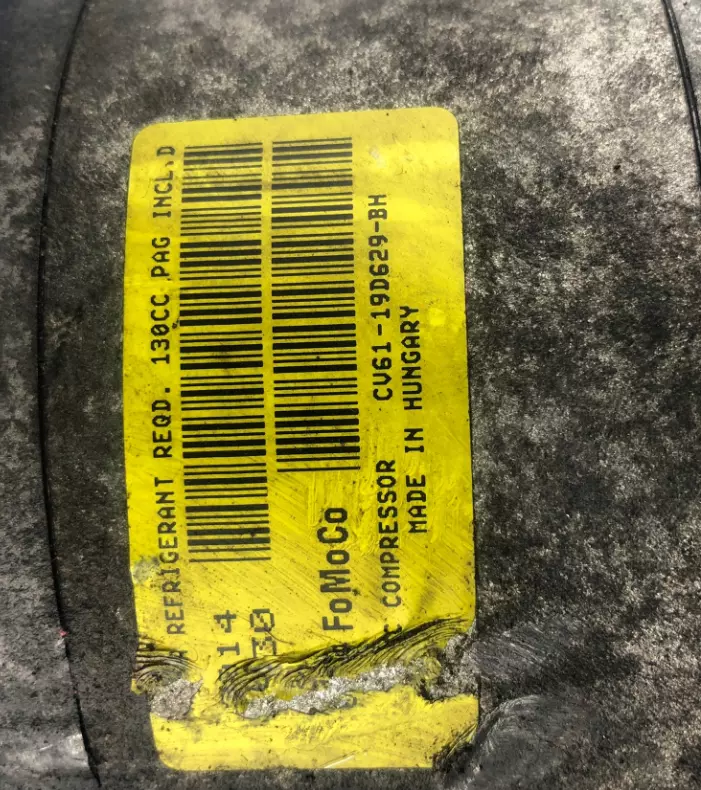 REFRIGERANT REQD. 130CC PAG INCL.D
14
30
FoMoCo
COMPRESSOR CV61-19D629-BH
MADE IN HUNGARY